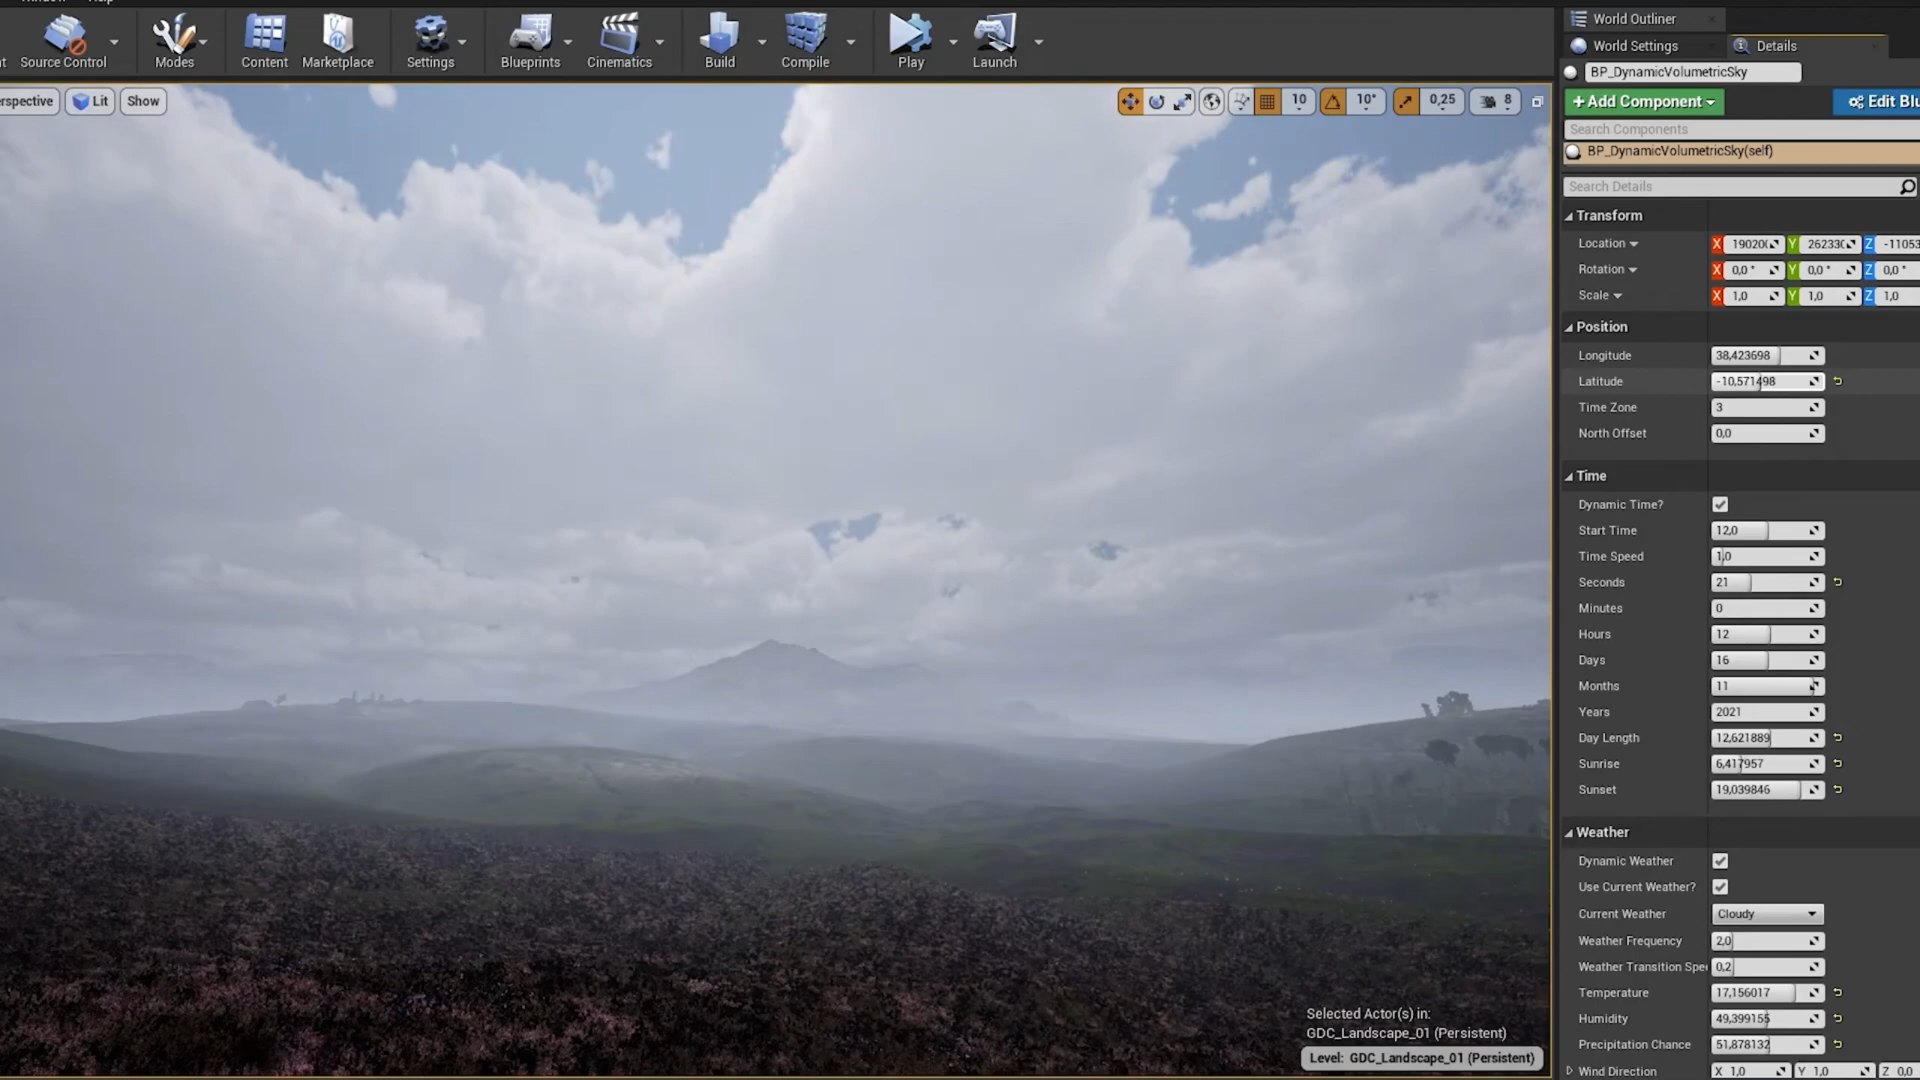 Source Control
Modes
Content
Marketplace
Settings
Blueprints
Cinematics
Build
Compile
Play
Launch
erspective
Lit
Show
10
10°
0,25
8
Selected Actor(s) in:
GDC_Landscape_01 (Persistent)
Level: GDC_Landscape_01 (Persistent)
World Outliner
World Settings
Details
BP_DynamicVolumetricSky
+Add Component
Edit Blu
Search Components
BP_DynamicVolumetricSky(self)
Search Details
Transform
Location X 19020( Y 26233( Z -11053
Rotation X 0,0 ° Y 0,0 ° Z 0,0 °
Scale X 1,0 Y 1,0 Z 1,0
Position
Longitude 38,423698
Latitude -10,571498
Time Zone 3
North Offset 0,0
Time
Dynamic Time?
Start Time 12,0
Time Speed 1,0
Seconds 21
Minutes 0
Hours 12
Days 16
Months 11
Years 2021
Day Length 12,621889
Sunrise 6,417957
Sunset 19,039846
Weather
Dynamic Weather
Use Current Weather?
Current Weather Cloudy
Weather Frequency 2,0
Weather Transition Spe 0,2
Temperature 17,156017
Humidity 49,399155
Precipitation Chance 51,878132
Wind Direction X 1,0 Y 1,0 Z 0,0